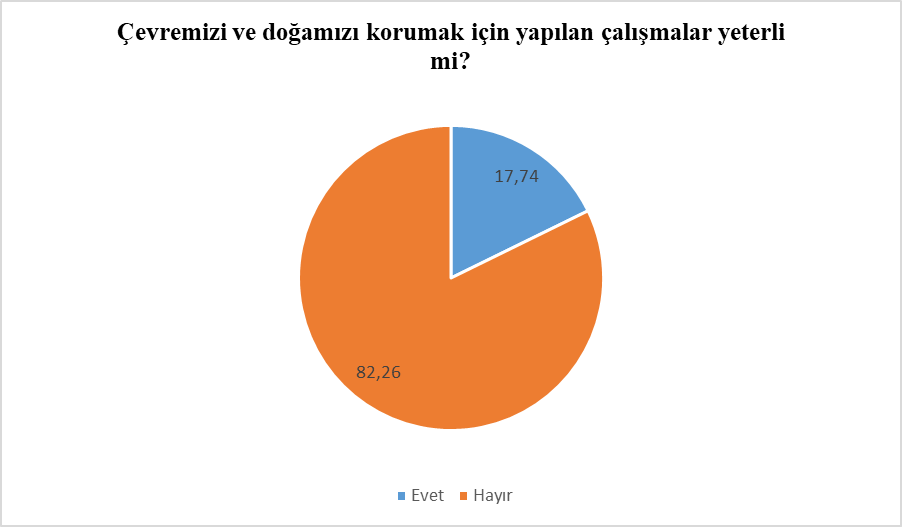 Çevremizi ve doğamızı korumak için yapılan çalışmalar yeterli
mi?
17,74
82,26
Evet Hayır